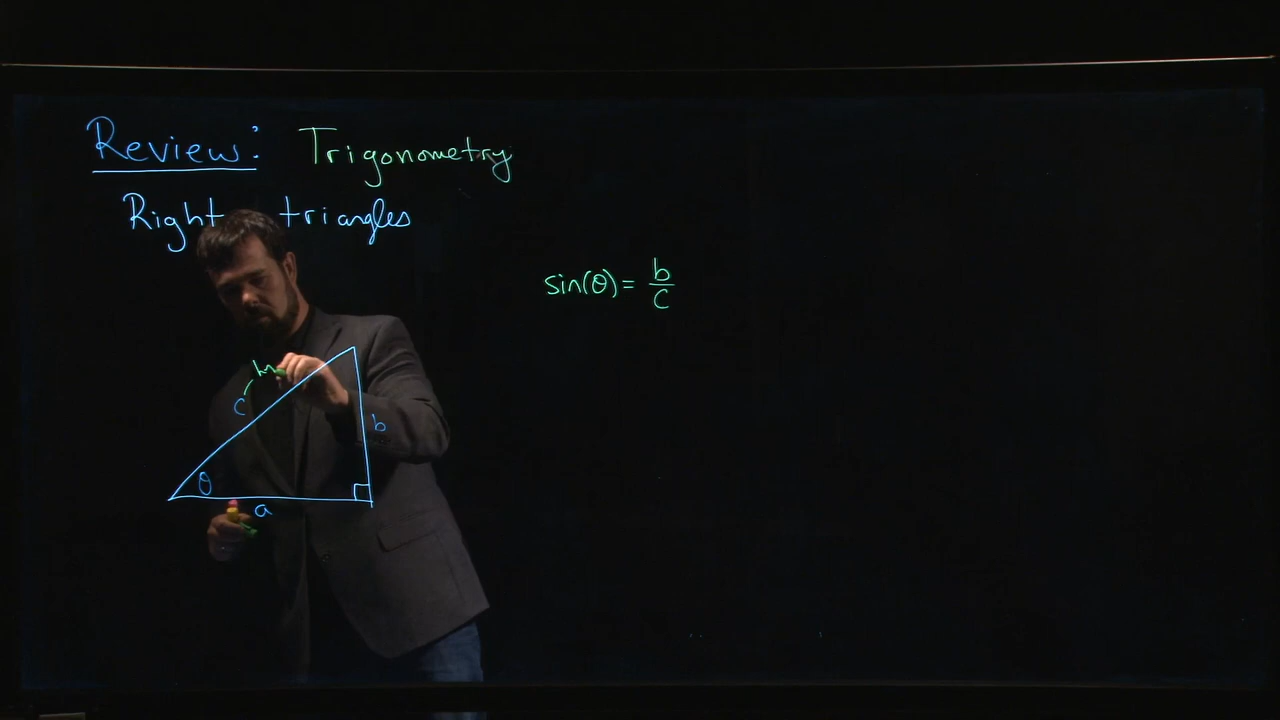 Review: Trigonometry
Right triangles
sin(θ) = b/c
c
b
θ
a